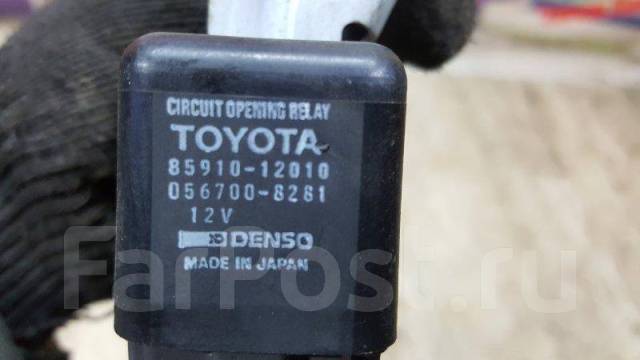 CIRCUIT OPENING RELAY
TOYOTA
85910-12010
056700-8281
12V
DENSO
MADE IN JAPAN
FarPost.ru